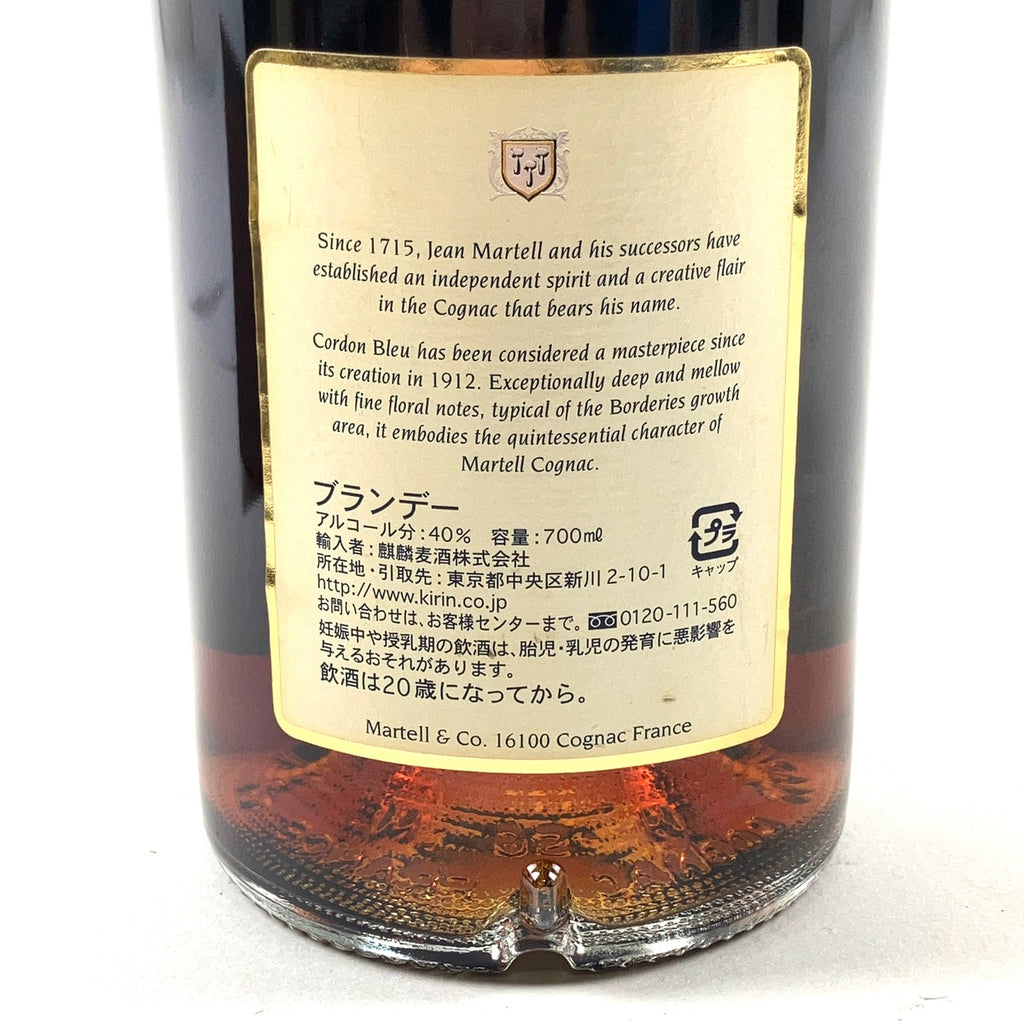 Since 1715, Jean Martell and his successors have
established an independent spirit and a creative flair
in the Cognac that bears his name.
Cordon Bleu has been considered a masterpiece since
its creation in 1912. Exceptionally deep and mellow
with fine floral notes, typical of the Borderies growth
area, it embodies the quintessential character of
Martell Cognac.
ブランデー
アルコール分:40% 容量:700mℓ
輸入者:麒麟麦酒株式会社
所在地・引取先:東京都中央区新川2-10-1
http://www.kirin.co.jp
プラ
キャップ
お問い合わせは、お客様センターまで。0120-111-560
妊娠中や授乳期の飲酒は、胎児・乳児の発育に悪影響を
与えるおそれがあります。
飲酒は20歳になってから。
Martell & Co. 16100 Cognac France